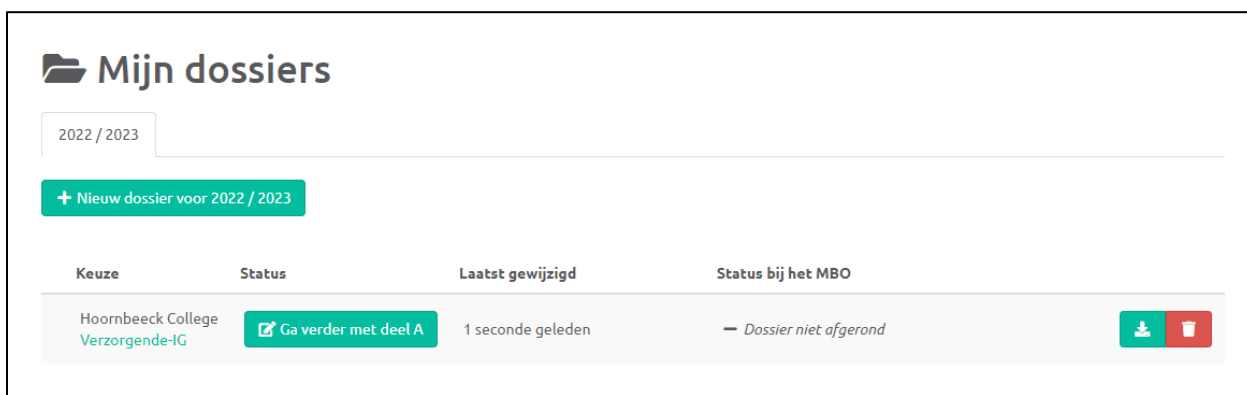 Mijn dossiers
2022 / 2023
+ Nieuw dossier voor 2022 / 2023
Keuze Status Laatst gewijzigd Status bij het MBO
Hoornbeeck College
Verzorgende-IG
Ga verder met deel A
1 seconde geleden
– Dossier niet afgerond